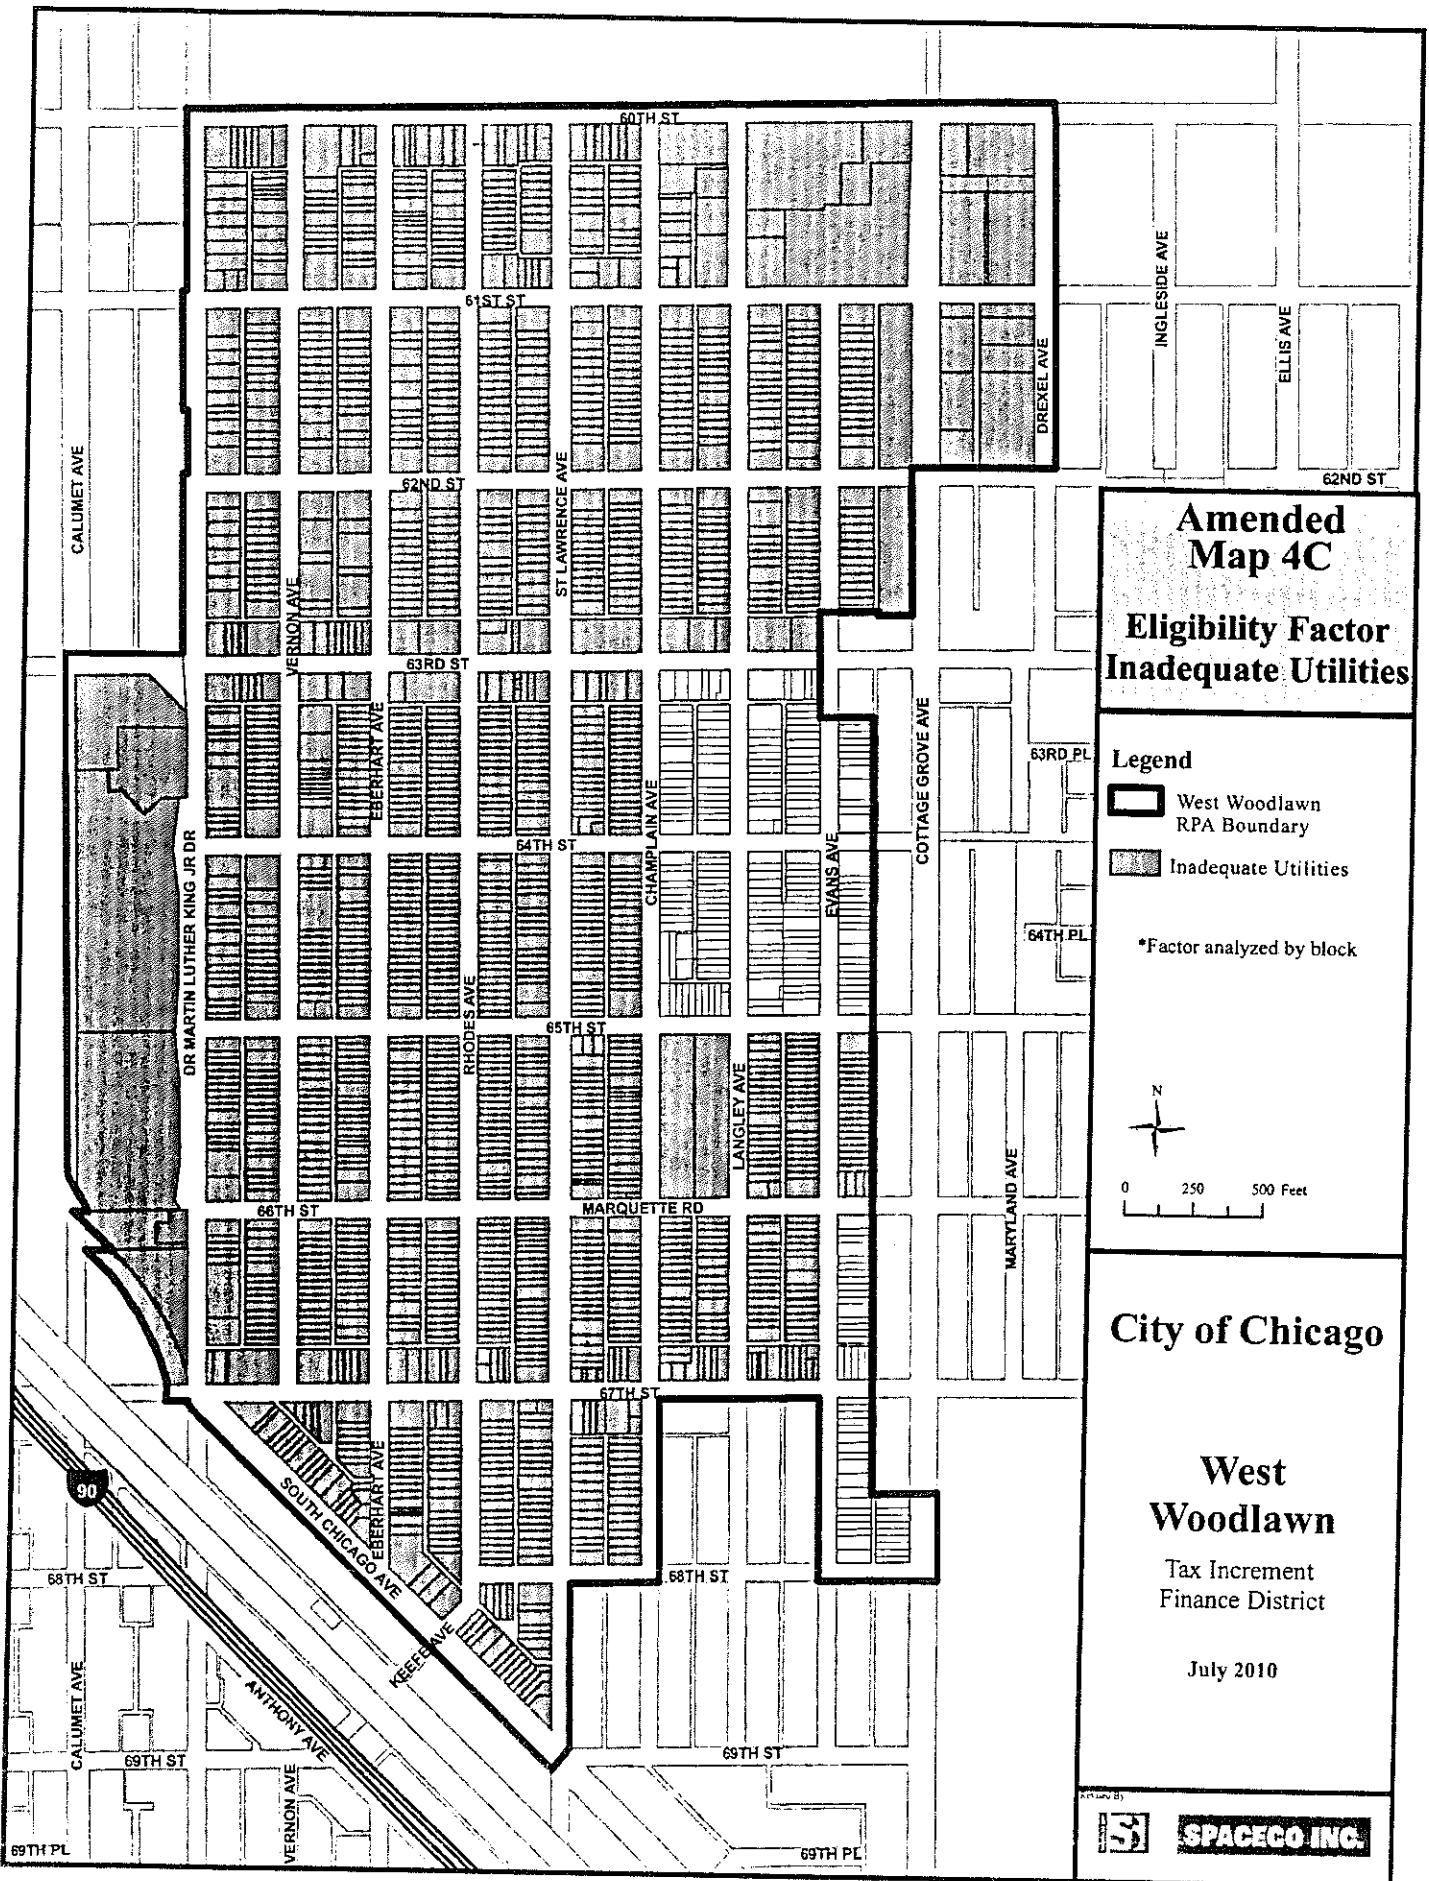 60TH ST
61ST ST
INGLESIDE AVE
ELLIS AVE
DREXEL AVE
CALUMET AVE
62ND ST
ST LAWRENCE AVE
62ND ST
VERNON AVE
63RD ST
EBERHART AVE
COTTAGE GROVE AVE
63RD PL
CHAMPLAIN AVE
DR MARTIN LUTHER KING JR DR
64TH ST
EVANS AVE
64TH PL
RHODES AVE
65TH ST
LANGLEY AVE
66TH ST
MARQUETTE RD
MARYLAND AVE
67TH ST
90
SOUTH CHICAGO AVE
EBERHART AVE
68TH ST
68TH ST
KEEFE AVE
CALUMET AVE
ANTHONY AVE
69TH ST
69TH ST
VERNON AVE
69TH PL
69TH PL
Amended
Map 4C
Eligibility Factor
Inadequate Utilities
Legend
West Woodlawn
RPA Boundary
Inadequate Utilities
*Factor analyzed by block
N
0 250 500 Feet
City of Chicago
West
Woodlawn
Tax Increment
Finance District
July 2010
SPACECO INC.